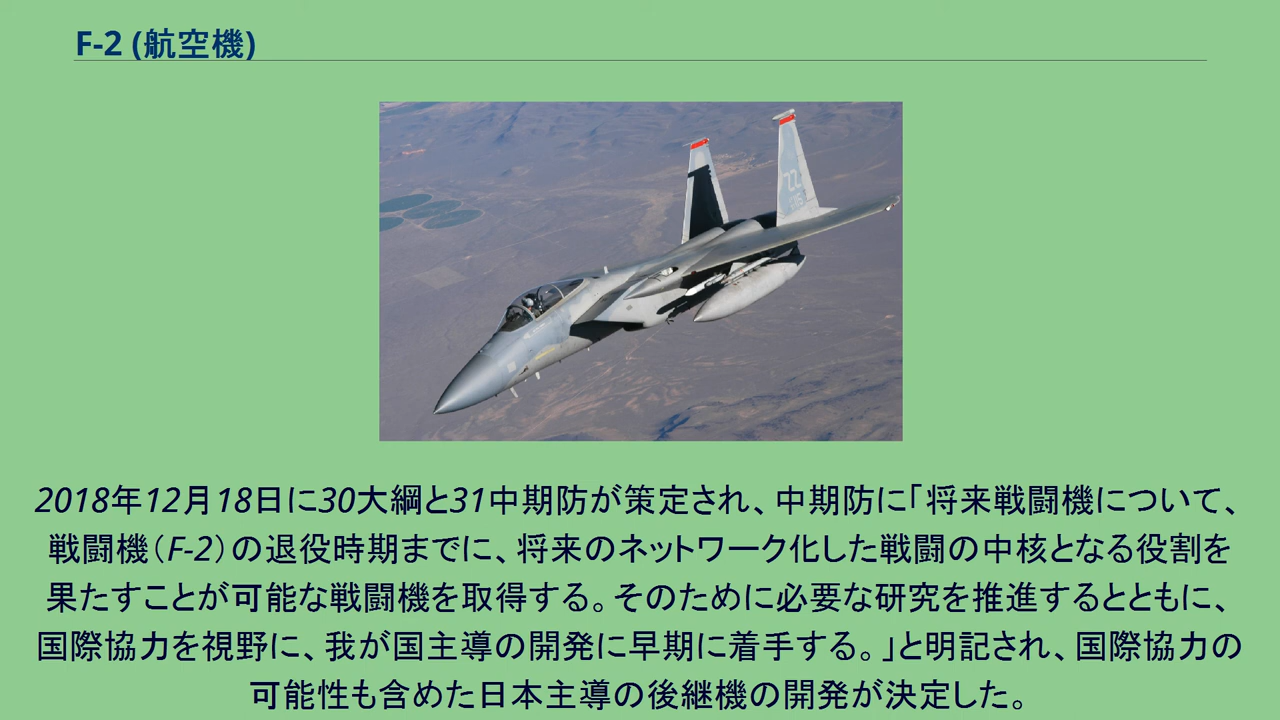 F-2 (航空機)
ZZ
2018年12月18日に30大綱と31中期防が策定され、中期防に「将来戦闘機について、
戦闘機（F-2）の退役時期までに、将来のネットワーク化した戦闘の中核となる役割を
果たすことが可能な戦闘機を取得する。そのために必要な研究を推進するとともに、
国際協力を視野に、我が国主導の開発に早期に着手する。」と明記され、国際協力の
可能性も含めた日本主導の後継機の開発が決定した。